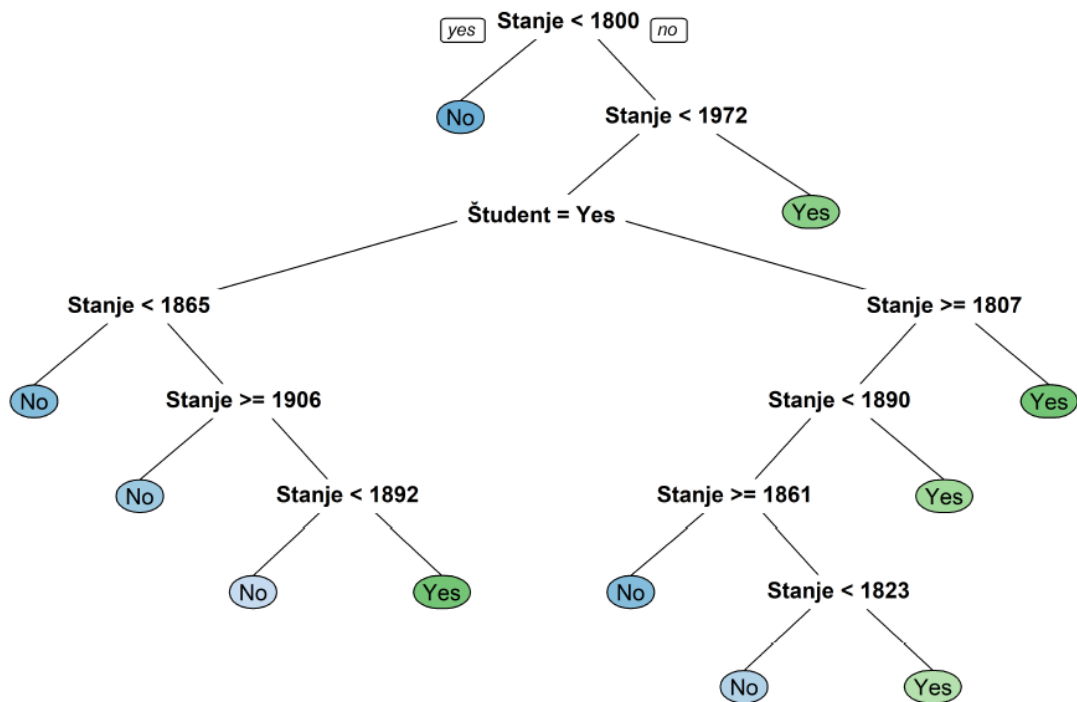 yes Stanje < 1800 no
No Stanje < 1972
Študent = Yes Yes
Stanje < 1865 Stanje >= 1807
No Stanje >= 1906 Stanje < 1890 Yes
No Stanje < 1892 Stanje >= 1861 Yes
No Yes No Stanje < 1823
No Yes